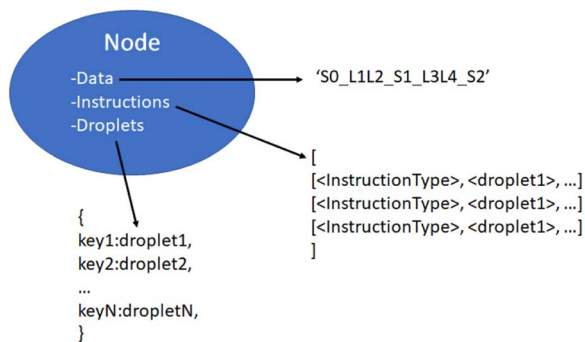 Node
-Data
-Instructions
-Droplets
‘S0_L1L2_S1_L3L4_S2’
[
[<InstructionType>, <droplet1>, ...]
[<InstructionType>, <droplet1>, ...]
[<InstructionType>, <droplet1>, ...]
]
{
key1:droplet1,
key2:droplet2,
...
keyN:dropletN,
}